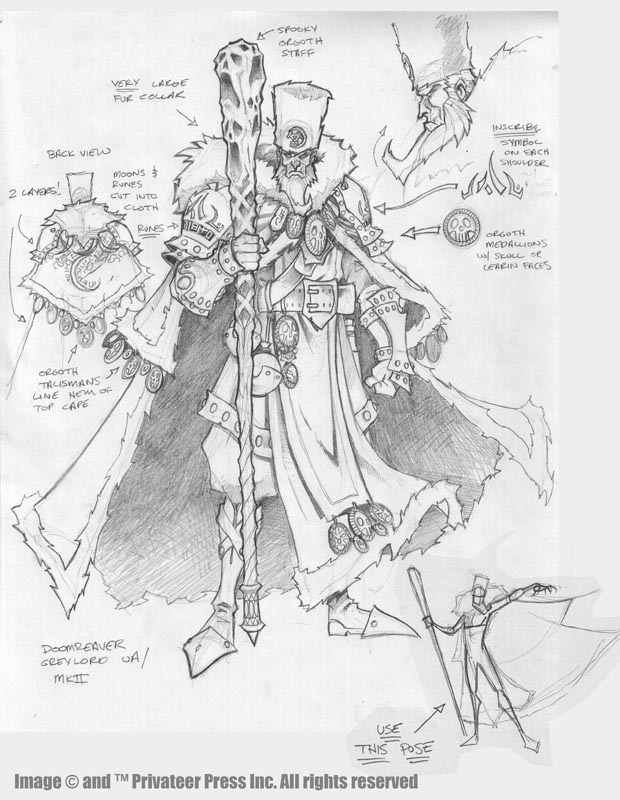 SPOOKY
ORGOTH
STAFF
VERY LARGE
FUR COLLAR
BACK VIEW
2 LAYERS!
MOONS &
RUNES
CUT INTO
CLOTH
RUNES
INSCRIBE
SYMBOL
ON EACH
SHOULDER
ORGOTH
MEDALLIONS
W/ SKULL OR
LEARIN FACES
ORGOTH
TALISMANS
LINE HEM OF
TOP CAPE
DOOMREAVER
GREYLORD UA/
MKII
USE
THIS POSE
Image © and ™ Privateer Press Inc. All rights reserved